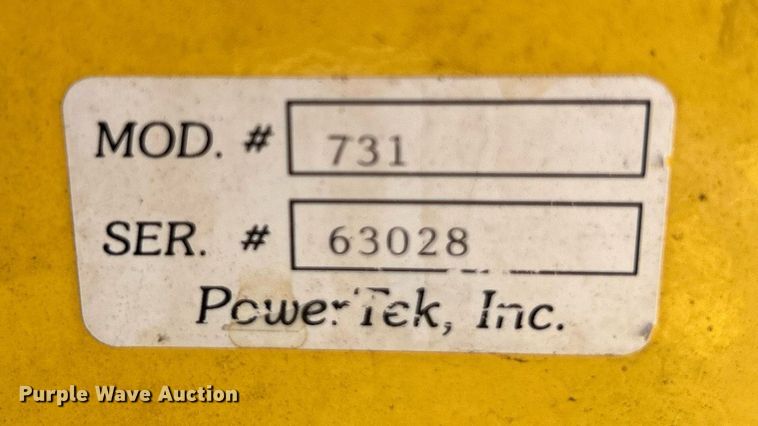 MOD. # 731
SER. # 63028
PowerTek, Inc.
Purple Wave Auction